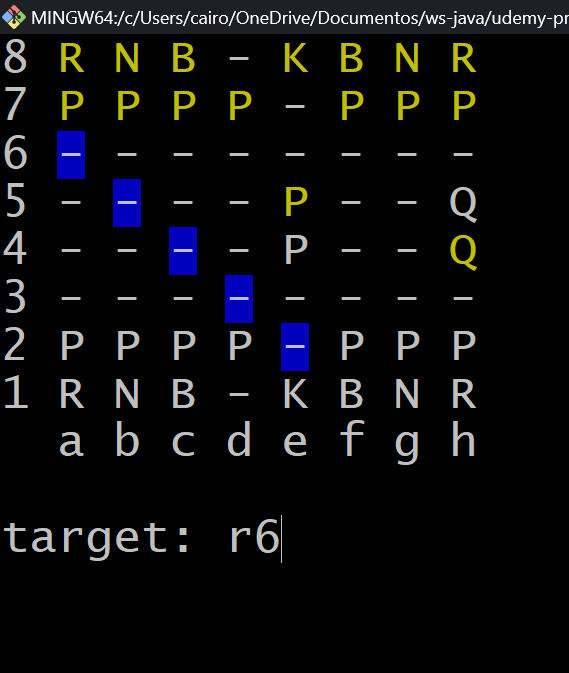 MINGW64:/c/Users/cairo/OneDrive/Documentos/ws-java/udemy-pr
8 R N B - K B N R
7 P P P P - P P P
6 - - - - - - - -
5 - - - - P - - Q
4 - - - - P - - Q
3 - - - - - - - -
2 P P P P - P P P
1 R N B - K B N R
a b c d e f g h
target: r6